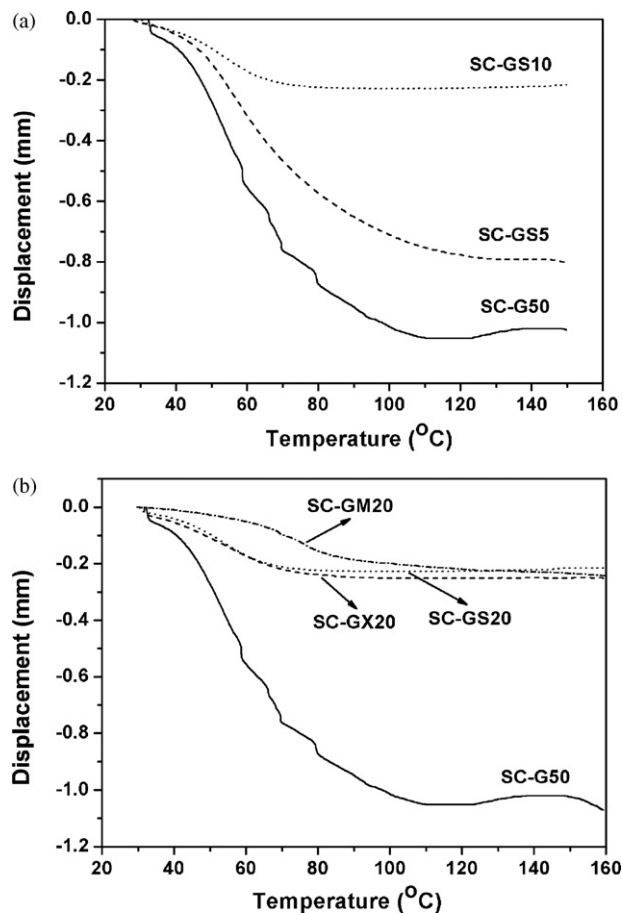 (a)
0.0
-0.2
-0.4
-0.6
-0.8
-1.0
-1.2
Displacement (mm)
SC-GS10
SC-GS5
SC-G50
20 40 60 80 100 120 140 160
Temperature (°C)
(b)
0.0
-0.2
-0.4
-0.6
-0.8
-1.0
-1.2
Displacement (mm)
SC-GM20
SC-GX20
SC-GS20
SC-G50
20 40 60 80 100 120 140 160
Temperature (°C)